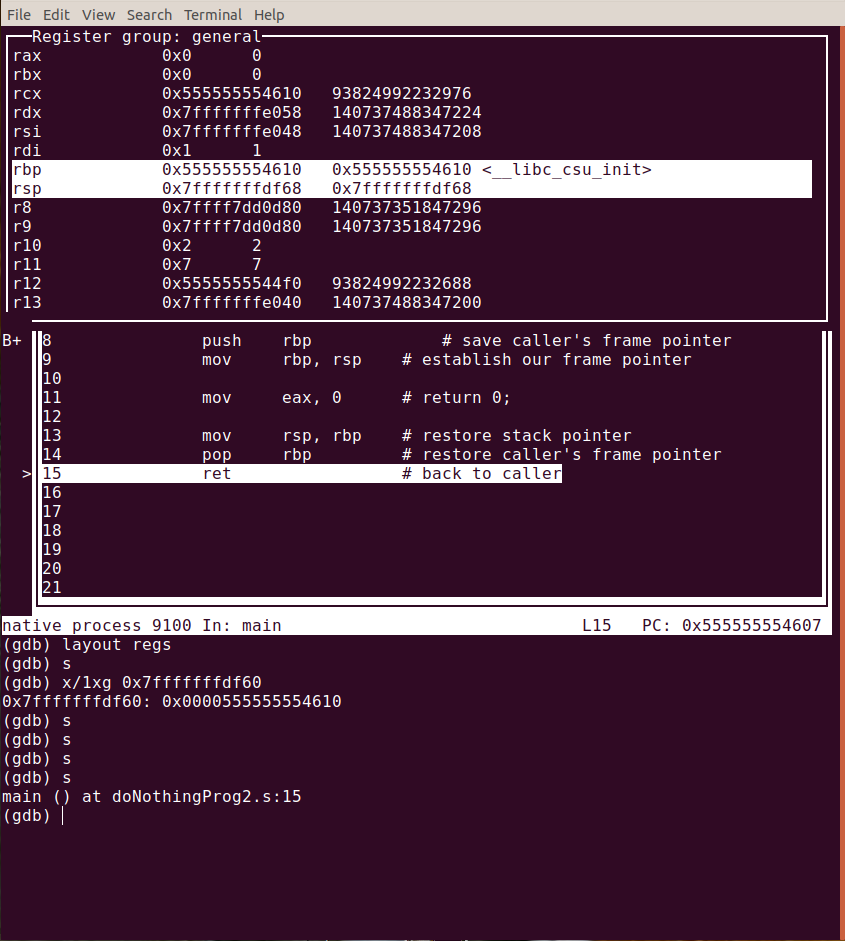 File Edit View Search Terminal Help
Register group: general
rax 0x0 0
rbx 0x0 0
rcx 0x555555554610 93824992232976
rdx 0x7fffffffe058 140737488347224
rsi 0x7fffffffe048 140737488347208
rdi 0x1 1
rbp 0x555555554610 0x555555554610 <__libc_csu_init>
rsp 0x7fffffffdf68 0x7fffffffdf68
r8 0x7ffff7dd0d80 140737351847296
r9 0x7ffff7dd0d80 140737351847296
r10 0x2 2
r11 0x7 7
r12 0x5555555544f0 93824992232688
r13 0x7fffffffe040 140737488347200
B+ 8 push rbp # save caller's frame pointer
9 mov rbp, rsp # establish our frame pointer
10
11 mov eax, 0 # return 0;
12
13 mov rsp, rbp # restore stack pointer
14 pop rbp # restore caller's frame pointer
> 15 ret # back to caller
16
17
18
19
20
21
native process 9100 In: main L15 PC: 0x555555554607
(gdb) layout regs
(gdb) s
(gdb) x/1xg 0x7fffffffdf60
0x7fffffffdf60: 0x0000555555554610
(gdb) s
(gdb) s
(gdb) s
(gdb) s
main () at doNothingProg2.s:15
(gdb)